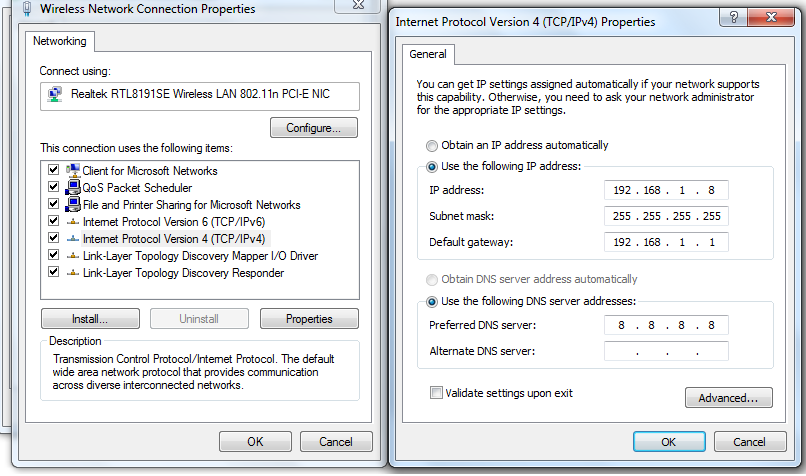 Wireless Network Connection Properties
Networking
Connect using:
Realtek RTL8191SE Wireless LAN 802.11n PCI-E NIC
Configure...
This connection uses the following items:
Client for Microsoft Networks
QoS Packet Scheduler
File and Printer Sharing for Microsoft Networks
Internet Protocol Version 6 (TCP/IPv6)
Internet Protocol Version 4 (TCP/IPv4)
Link-Layer Topology Discovery Mapper I/O Driver
Link-Layer Topology Discovery Responder
Install...
Uninstall
Properties
Description
Transmission Control Protocol/Internet Protocol. The default
wide area network protocol that provides communication
across diverse interconnected networks.
OK
Cancel
Internet Protocol Version 4 (TCP/IPv4) Properties
?
General
You can get IP settings assigned automatically if your network supports
this capability. Otherwise, you need to ask your network administrator
for the appropriate IP settings.
Obtain an IP address automatically
Use the following IP address:
IP address: 192 . 168 . 1 . 8
Subnet mask: 255 . 255 . 255 . 255
Default gateway: 192 . 168 . 1 . 1
Obtain DNS server address automatically
Use the following DNS server addresses:
Preferred DNS server: 8 . 8 . 8 . 8
Alternate DNS server: . . .
Validate settings upon exit
Advanced...
OK
Cancel